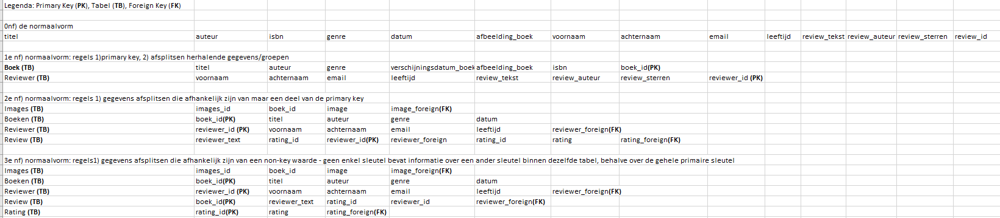 Legenda: Primary Key (PK), Tabel (TB), Foreign Key (FK)
0nf) de normaalvorm
titel auteur isbn genre datum afbeelding_boek voornaam achternaam email leeftijd review_tekst review_auteur review_sterren review_id
1e nf) normaalvorm: regels 1)primary key, 2) afsplitsen herhalende gegevens/groepen
Boek (TB) titel auteur genre verschijningsdatum_boek afbeelding_boek isbn boek_id(PK)
Reviewer (TB) voornaam achternaam email leeftijd review_tekst review_auteur review_sterren reviewer_id (PK)
2e nf) normaalvorm: regels 1) gegevens afsplitsen die afhankelijk zijn van maar een deel van de primary key
Images (TB) images_id boek_id image image_foreign(FK)
Boeken (TB) boek_id(PK) titel auteur genre datum
Reviewer (TB) reviewer_id (PK) voornaam achternaam email leeftijd reviewer_foreign(FK)
Review (TB) reviewer_text rating_id reviewer_id(PK) reviewer_foreign rating_id rating rating_foreign(FK)
3e nf) normaalvorm: regels1) gegevens afsplitsen die afhankelijk zijn van een non-key waarde - geen enkel sleutel bevat informatie over een ander sleutel binnen dezelfde tabel, behalve over de gehele primaire sleutel
Images (TB) images_id boek_id image image_foreign(FK)
Boeken (TB) boek_id(PK) titel auteur genre datum
Reviewer (TB) reviewer_id (PK) voornaam achternaam email leeftijd reviewer_foreign(FK)
Review (TB) boek_id(PK) reviewer_text rating_id reviewer_id reviewer_foreign(FK)
Rating (TB) rating_id(PK) rating rating_foreign(FK)